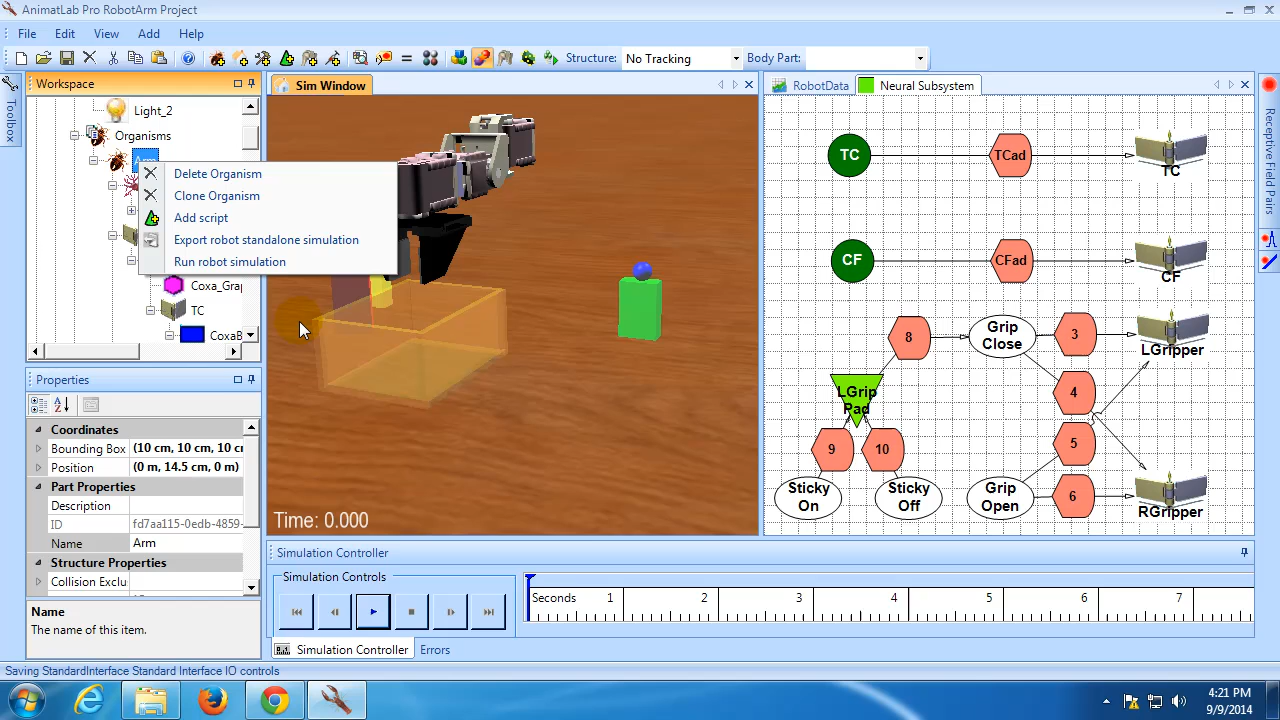 AnimatLab Pro RobotArm Project
File Edit View Add Help
Structure: No Tracking Body Part:
Toolbox
Workspace
Light_2
Organisms
Arm
Delete Organism
Clone Organism
Add script
Export robot standalone simulation
Run robot simulation
TC
Properties
Coordinates
Bounding Box (10 cm, 10 cm, 10 cm)
Position (0 m, 14.5 cm, 0 m)
Part Properties
Description
ID fd7aa115-0edb-4859-
Name Arm
Structure Properties
Name
The name of this item.
Sim Window
Time: 0.000
RobotData Neural Subsystem
TC TCad TC
CF CFad CF
8 Grip Close 3 LGripper
LGrip Pad 4
9 10 5
Sticky On Sticky Off Grip Open 6 RGripper
Receptive Field Pairs
Simulation Controller
Simulation Controls
Seconds 1 2 3 4 5 6 7
Simulation Controller Errors
Saving StandardInterface Standard Interface IO controls
4:21 PM
9/9/2014